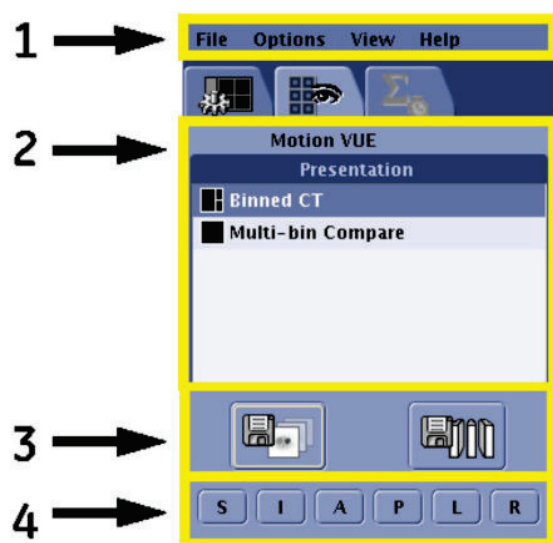 1
File Options View Help
2
Motion VUE
Presentation
Binned CT
Multi-bin Compare
3
4
S I A P L R